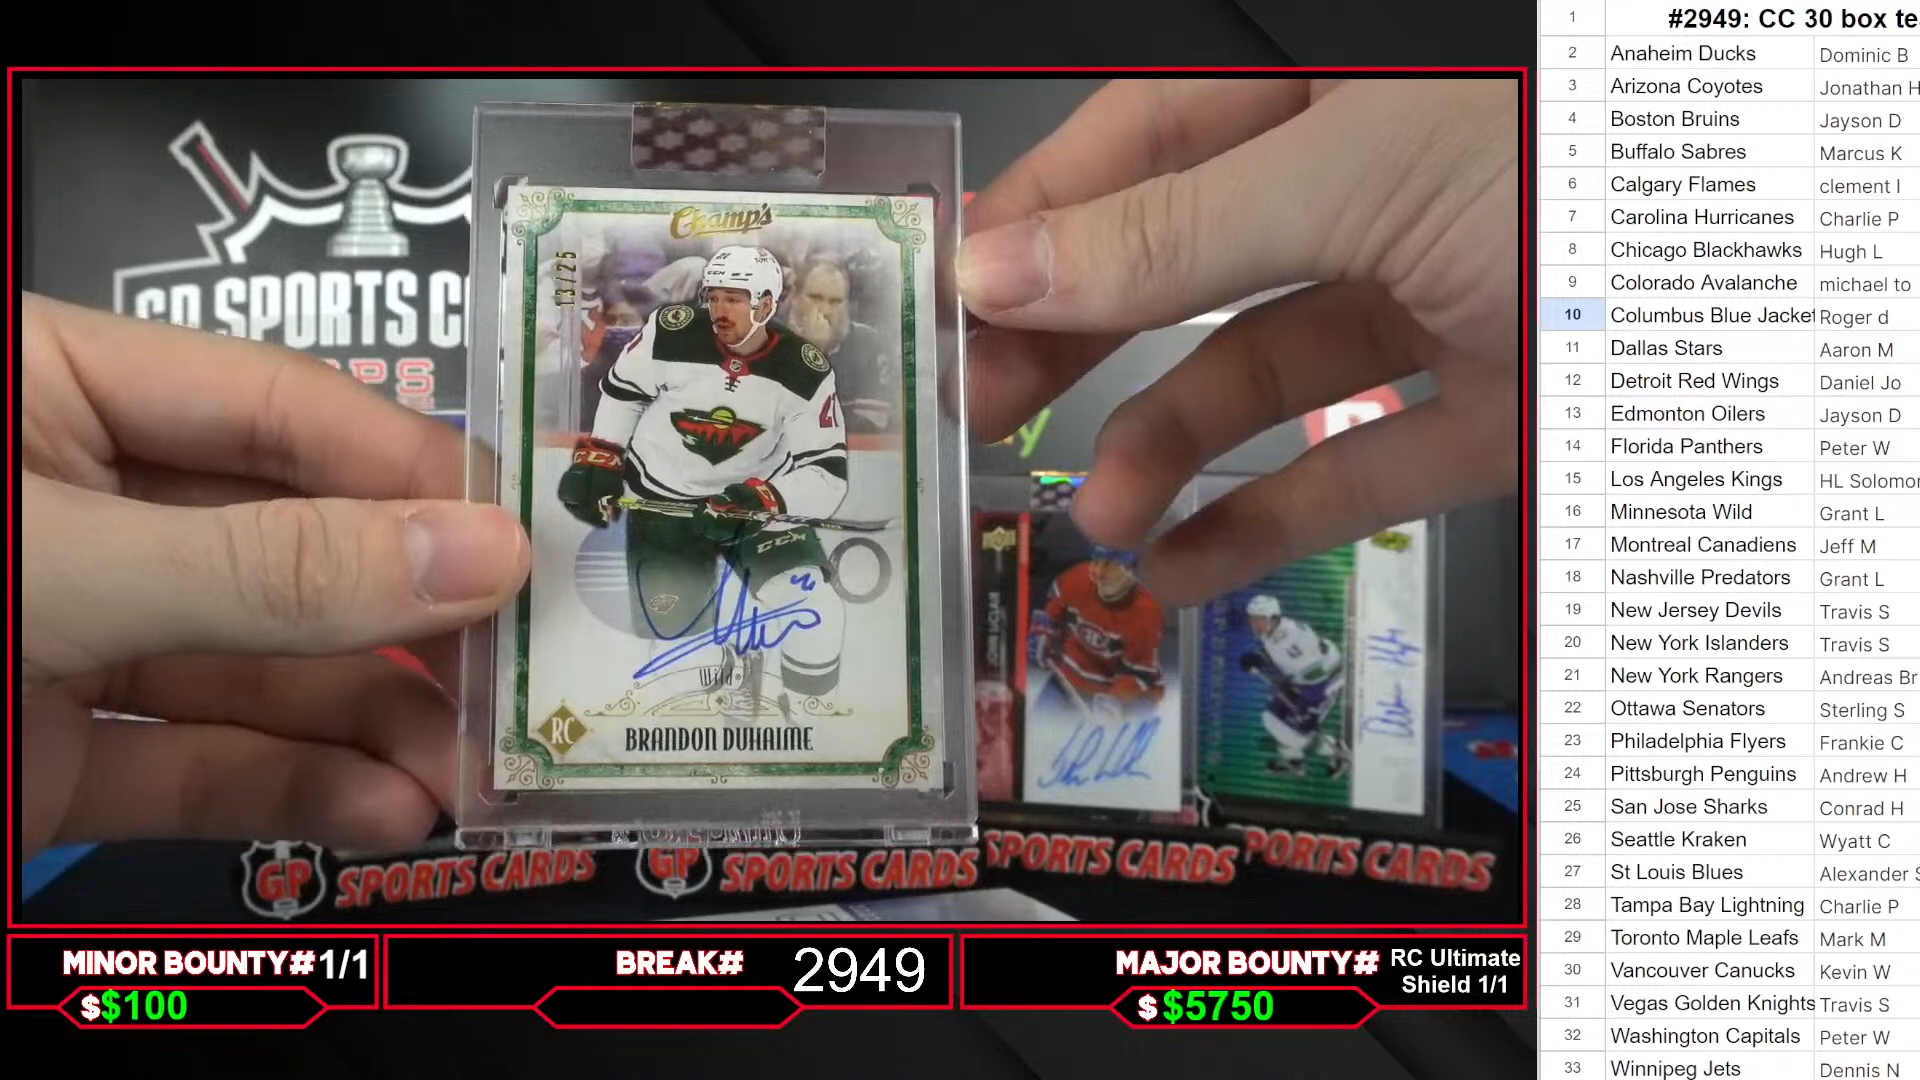 GP SPORTS C
PS
Champ's
13/25
CCM
CCM
Wild
RC
BRANDON DUHAIME
GP SPORTS CARDS
GP SPORTS CARDS
SPORTS CARDS
PORTS CARDS
MINOR BOUNTY# 1/1
$$100
BREAK# 2949
MAJOR BOUNTY# RC Ultimate
Shield 1/1
$$5750
1 #2949: CC 30 box te
2 Anaheim Ducks Dominic B
3 Arizona Coyotes Jonathan H
4 Boston Bruins Jayson D
5 Buffalo Sabres Marcus K
6 Calgary Flames clement l
7 Carolina Hurricanes Charlie P
8 Chicago Blackhawks Hugh L
9 Colorado Avalanche michael to
10 Columbus Blue Jacket Roger d
11 Dallas Stars Aaron M
12 Detroit Red Wings Daniel Jo
13 Edmonton Oilers Jayson D
14 Florida Panthers Peter W
15 Los Angeles Kings HL Solomon
16 Minnesota Wild Grant L
17 Montreal Canadiens Jeff M
18 Nashville Predators Grant L
19 New Jersey Devils Travis S
20 New York Islanders Travis S
21 New York Rangers Andreas Br
22 Ottawa Senators Sterling S
23 Philadelphia Flyers Frankie C
24 Pittsburgh Penguins Andrew H
25 San Jose Sharks Conrad H
26 Seattle Kraken Wyatt C
27 St Louis Blues Alexander S
28 Tampa Bay Lightning Charlie P
29 Toronto Maple Leafs Mark M
30 Vancouver Canucks Kevin W
31 Vegas Golden Knights Travis S
32 Washington Capitals Peter W
33 Winnipeg Jets Dennis N